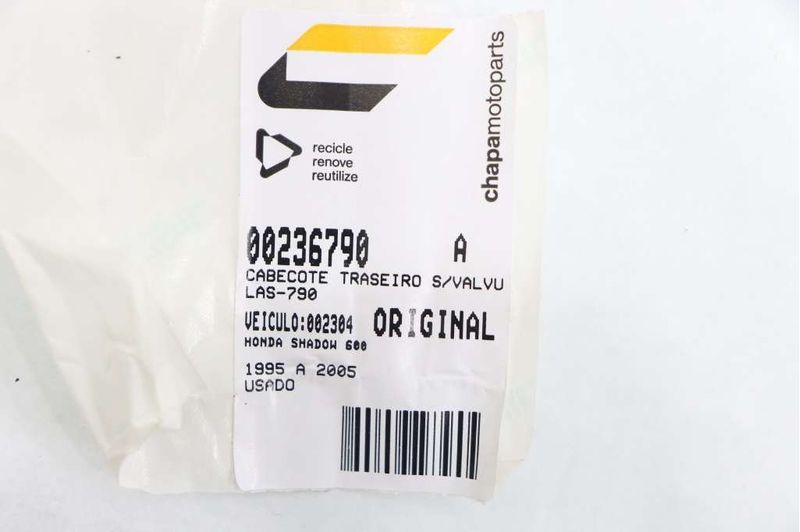 chapamotoparts
recicle
renove
reutilize
00236790 A
CABECOTE TRASEIRO S/VALVU
LAS-790
VEICULO:002304 ORIGINAL
HONDA SHADOW 600
1995 A 2005
USADO